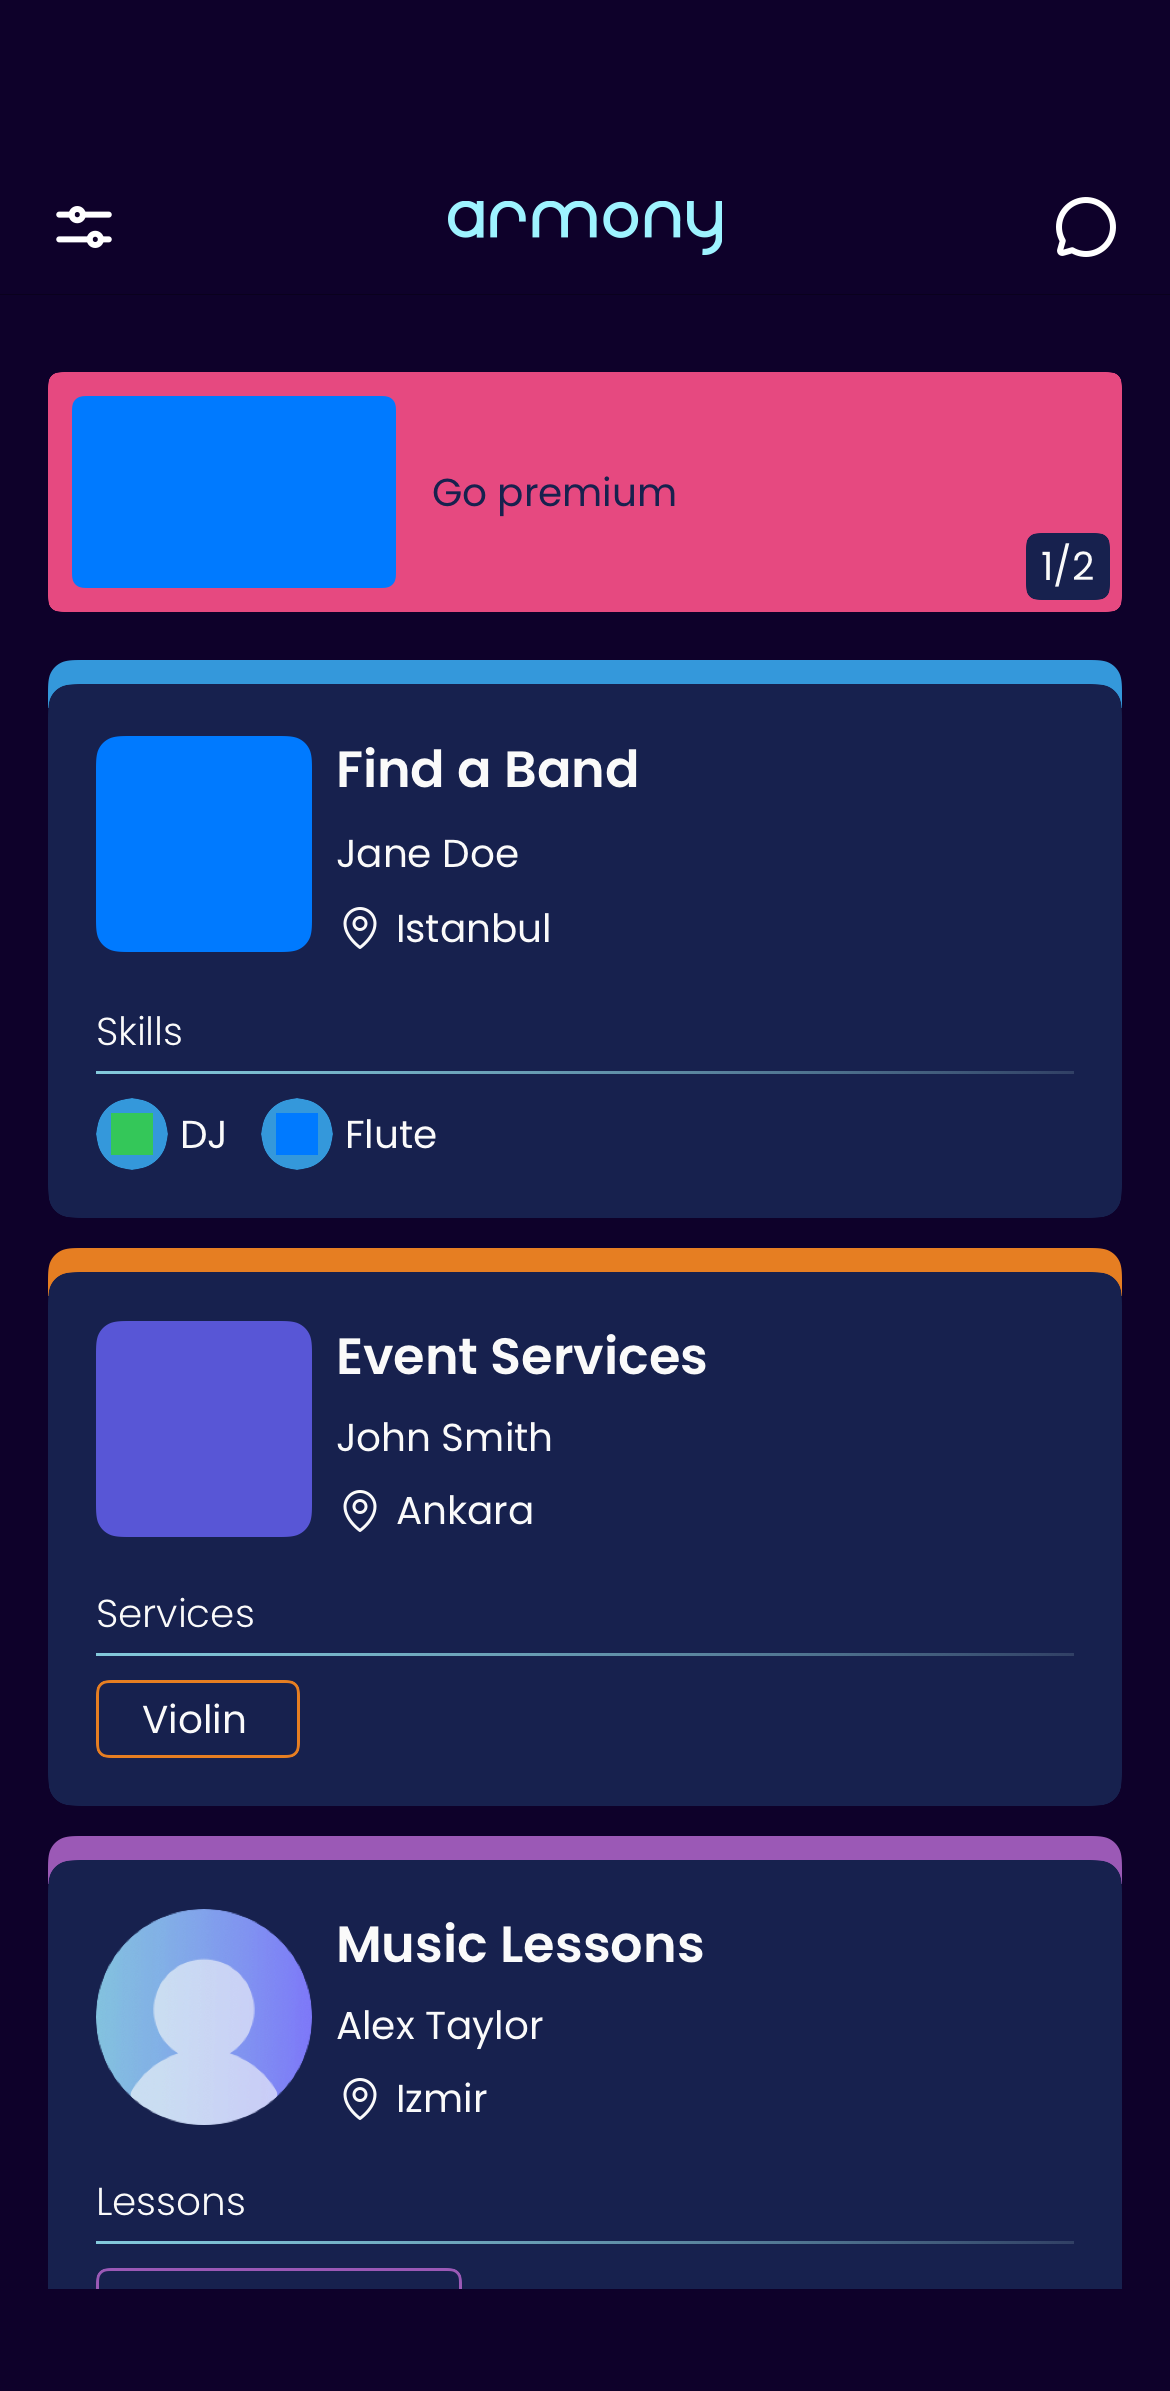 armony
Go premium
1/2
Find a Band
Jane Doe
Istanbul
Skills
DJ Flute
Event Services
John Smith
Ankara
Services
Violin
Music Lessons
Alex Taylor
Izmir
Lessons